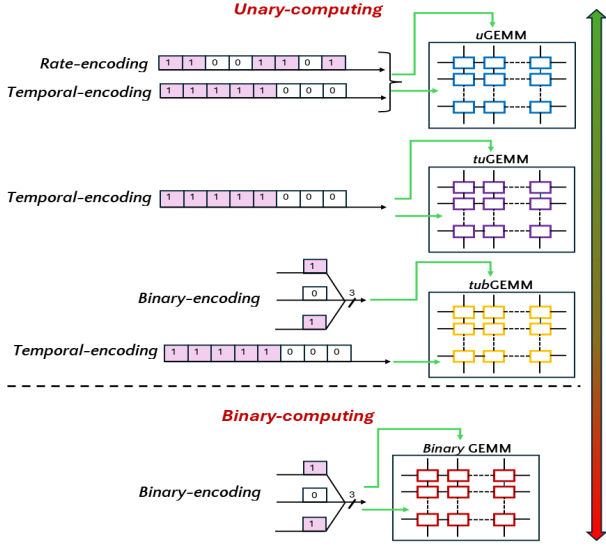 Unary-computing
uGEMM
Rate-encoding 1 1 0 0 1 1 0 1
Temporal-encoding 1 1 1 1 1 0 0 0
tuGEMM
Temporal-encoding 1 1 1 1 1 0 0 0
1
tubGEMM
Binary-encoding 0 3
1
Temporal-encoding 1 1 1 1 1 0 0 0
Binary-computing
Binary GEMM
1
Binary-encoding 0 3
1